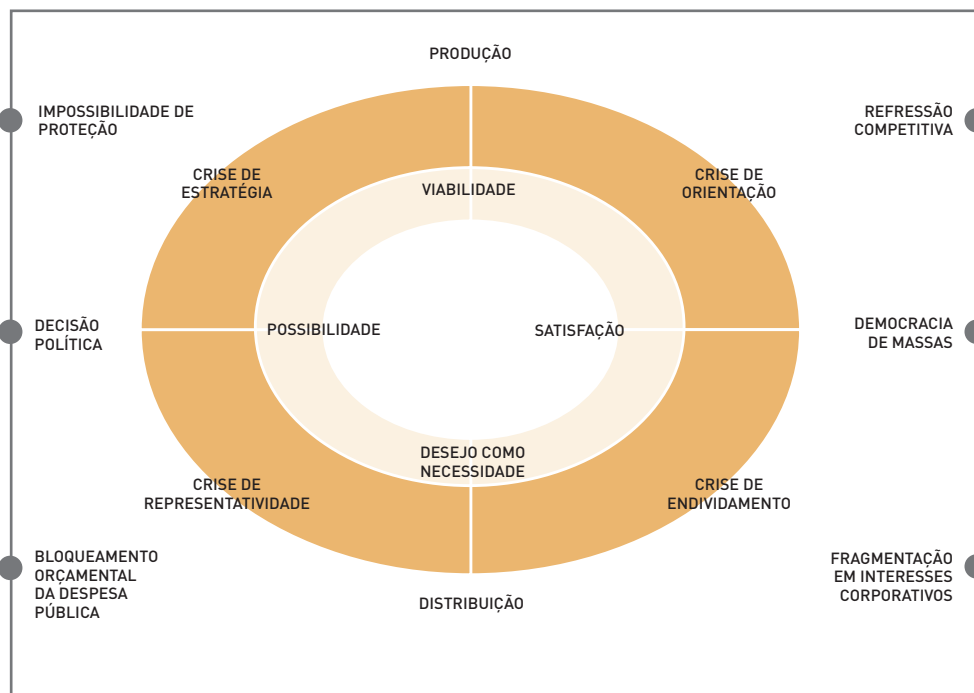 PRODUÇÃO
IMPOSSIBILIDADE DE
PROTEÇÃO
REFRESSÃO
COMPETITIVA
CRISE DE
ESTRATÉGIA
VIABILIDADE
CRISE DE
ORIENTAÇÃO
DECISÃO
POLÍTICA
POSSIBILIDADE
SATISFAÇÃO
DEMOCRACIA
DE MASSAS
DESEJO COMO
NECESSIDADE
CRISE DE
REPRESENTATIVIDADE
CRISE DE
ENDIVIDAMENTO
BLOQUEAMENTO
ORÇAMENTAL
DA DESPESA
PÚBLICA
DISTRIBUIÇÃO
FRAGMENTAÇÃO
EM INTERESSES
CORPORATIVOS